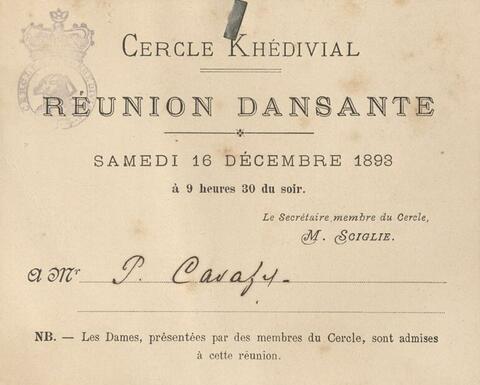 CERCLE KHÉDIVIAL
RÉUNION DANSANTE
SAMEDI 16 DÉCEMBRE 1893
à 9 heures 30 du soir.
Le Secrétaire, membre du Cercle,
M. SCIGLIE.
A Mr P. Cavafy
NB. — Les Dames, présentées par des membres du Cercle, sont admises
à cette réunion.